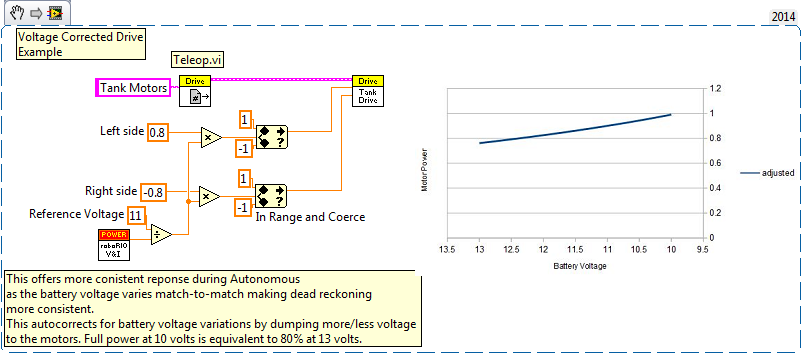 2014
Voltage Corrected Drive
Example
Teleop.vi
Drive
#
Tank Motors
Drive
Tank
Drive
Left side 0.8
×
1
-1
?
Right side -0.8
×
1
-1
?
In Range and Coerce
Reference Voltage 11
÷
POWER
roboRIO
V&I
This offers more conistent reponse during Autonomous
as the battery voltage varies match-to-match making dead reckoning
more consistent.
This autocorrects for battery voltage variations by dumping more/less voltage
to the motors. Full power at 10 volts is equivalent to 80% at 13 volts.
1.2
1
0.8
0.6
0.4
0.2
0
MotorPower
adjusted
13.5 13 12.5 12 11.5 11 10.5 10 9.5
Battery Voltage